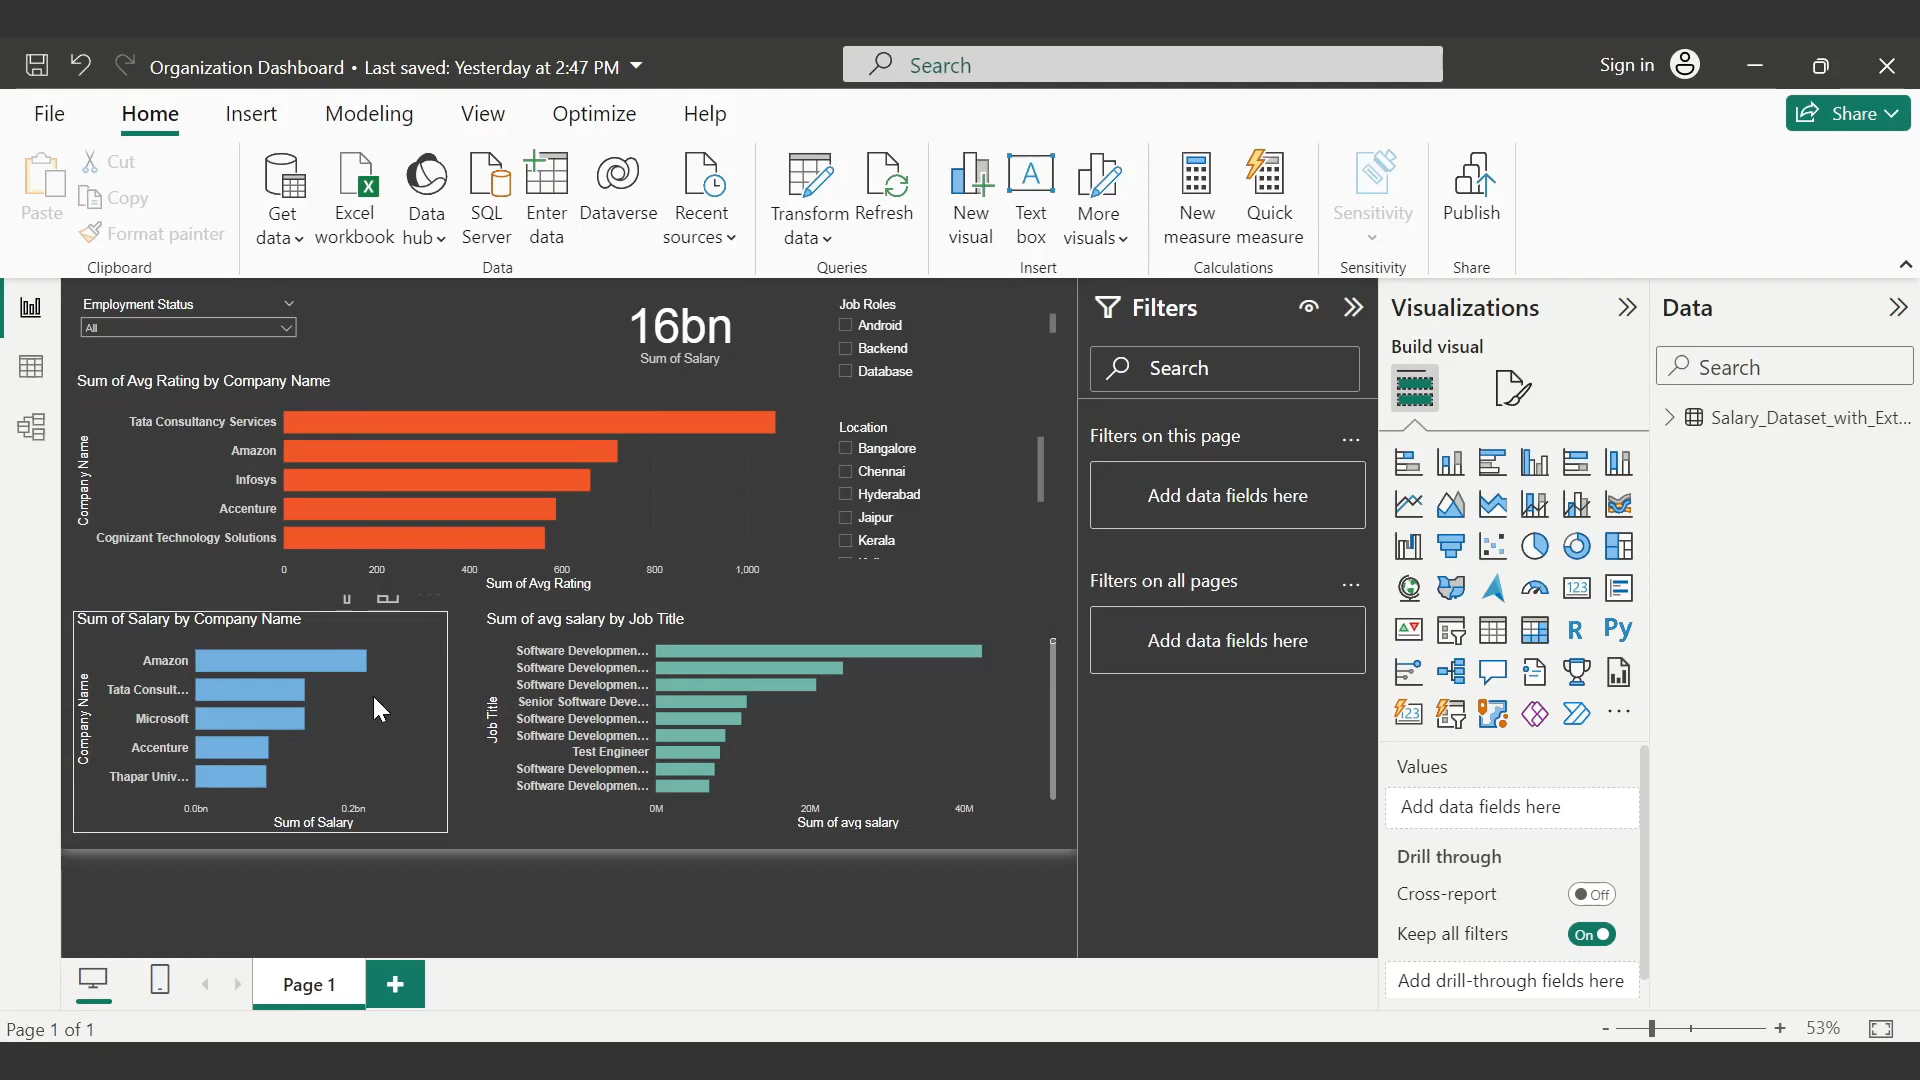 Organization Dashboard • Last saved: Yesterday at 2:47 PM
Search
Sign in
File
Home
Insert
Modeling
View
Optimize
Help
Share
Paste
Cut
Copy
Format painter
Clipboard
Get data
Excel workbook
Data hub
SQL Server
Enter data
Dataverse
Recent sources
Data
Transform data
Refresh
Queries
New visual
Text box
More visuals
Insert
New measure
Quick measure
Calculations
Sensitivity
Sensitivity
Publish
Share
Employment Status
All
16bn
Sum of Salary
Job Roles
Android
Backend
Database
Sum of Avg Rating by Company Name
Company Name
Tata Consultancy Services
Amazon
Infosys
Accenture
Cognizant Technology Solutions
0 200 400 600 800 1,000
Sum of Avg Rating
Location
Bangalore
Chennai
Hyderabad
Jaipur
Kerala
Sum of Salary by Company Name
Company Name
Amazon
Tata Consult...
Microsoft
Accenture
Thapar Univ...
0.0bn 0.2bn
Sum of Salary
Sum of avg salary by Job Title
Job Title
Software Developmen...
Software Developmen...
Software Developmen...
Senior Software Deve...
Software Developmen...
Software Developmen...
Test Engineer
Software Developmen...
Software Developmen...
0M 20M 40M
Sum of avg salary
Filters
Search
Filters on this page
...
Add data fields here
Filters on all pages
...
Add data fields here
Visualizations
Build visual
123
R
Py
123
...
Values
Add data fields here
Drill through
Cross-report
Off
Keep all filters
On
Add drill-through fields here
Data
Search
Salary_Dataset_with_Ext...
Page 1
+
Page 1 of 1
- + 53%